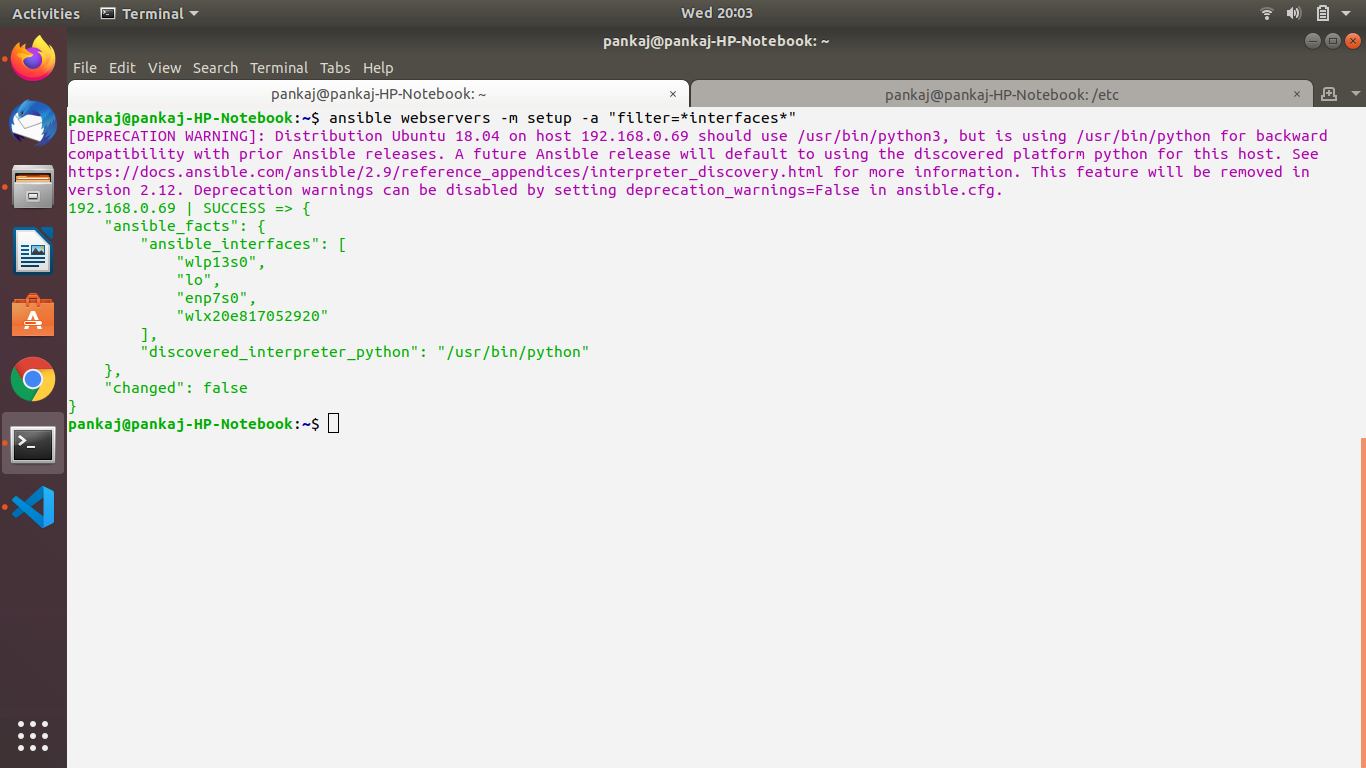 Activities Terminal Wed 20:03
pankaj@pankaj-HP-Notebook: ~
File Edit View Search Terminal Tabs Help
pankaj@pankaj-HP-Notebook: ~ × pankaj@pankaj-HP-Notebook: /etc ×
pankaj@pankaj-HP-Notebook:~$ ansible webservers -m setup -a "filter=*interfaces*"
[DEPRECATION WARNING]: Distribution Ubuntu 18.04 on host 192.168.0.69 should use /usr/bin/python3, but is using /usr/bin/python for backward
compatibility with prior Ansible releases. A future Ansible release will default to using the discovered platform python for this host. See
https://docs.ansible.com/ansible/2.9/reference_appendices/interpreter_discovery.html for more information. This feature will be removed in
version 2.12. Deprecation warnings can be disabled by setting deprecation_warnings=False in ansible.cfg.
192.168.0.69 | SUCCESS => {
    "ansible_facts": {
        "ansible_interfaces": [
            "wlp13s0",
            "lo",
            "enp7s0",
            "wlx20e817052920"
        ],
        "discovered_interpreter_python": "/usr/bin/python"
    },
    "changed": false
}
pankaj@pankaj-HP-Notebook:~$